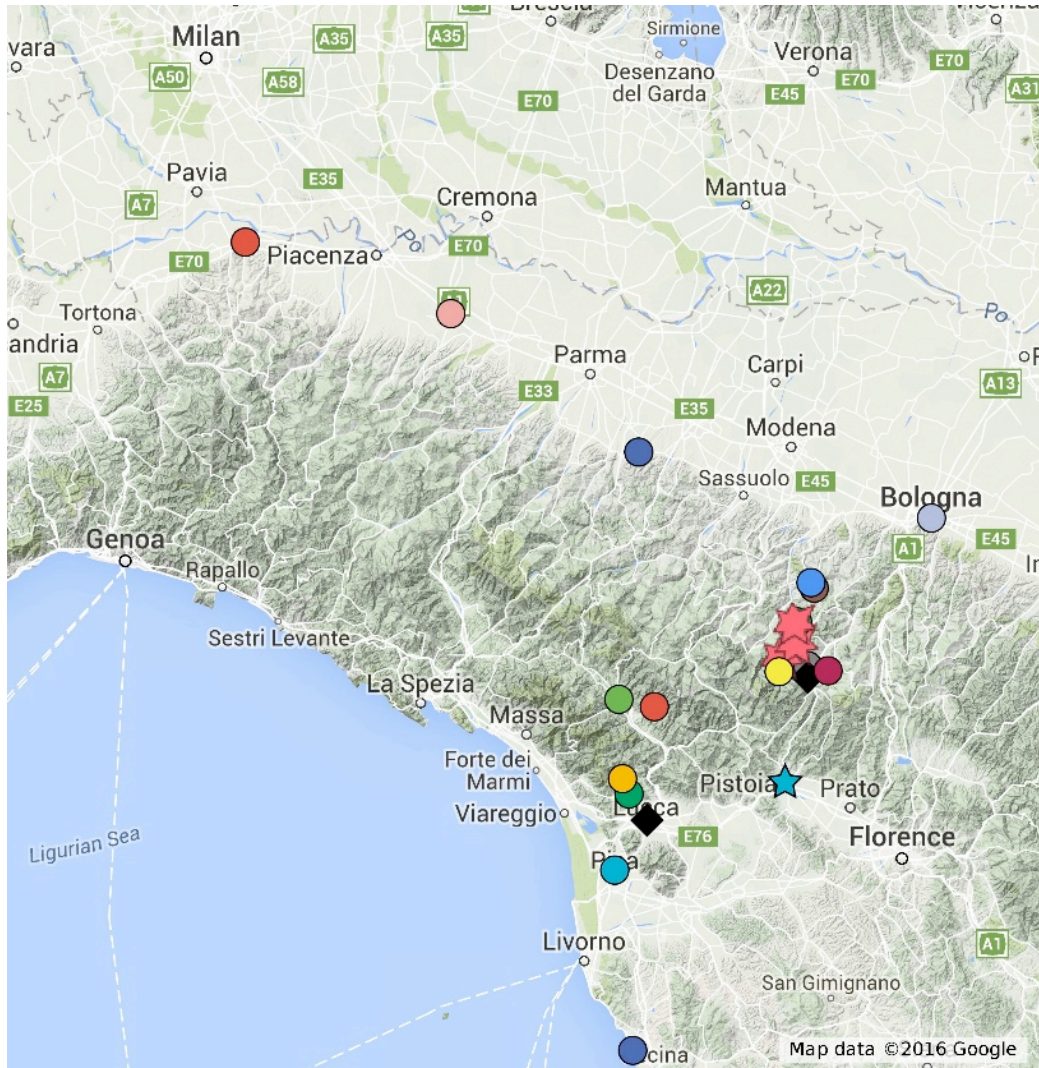 Milan
A35
A35
Sirmione
Verona
vara
A50
A58
Desenzano
del Garda
E70
E70
E45
E70
A31
Pavia
E35
Mantua
A7
Cremona
Po
E70
E70
Piacenza
A22
Po
Tortona
andria
Parma
Carpi
A7
E33
A13
E25
E35
Modena
Sassuolo
E45
Bologna
Genoa
A1
E45
Rapallo
Sestri Levante
La Spezia
Massa
Forte dei
Marmi
Pistoia
Prato
Viareggio
Lucca
E76
Florence
Ligurian Sea
Pisa
Livorno
A1
San Gimignano
cina
Map data ©2016 Google